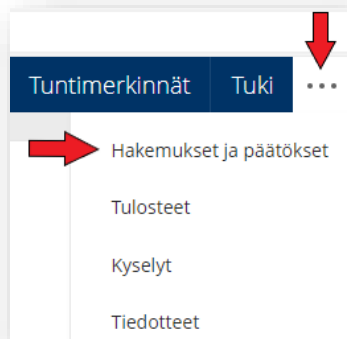 Tuntimerkinnät Tuki ...
Hakemukset ja päätökset
Tulosteet
Kyselyt
Tiedotteet